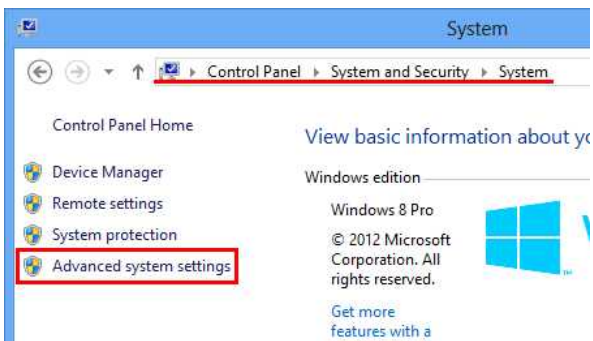 System
Control Panel ▸ System and Security ▸ System
Control Panel Home
Device Manager
Remote settings
System protection
Advanced system settings
View basic information about yo
Windows edition
Windows 8 Pro
© 2012 Microsoft
Corporation. All
rights reserved.
Get more
features with a